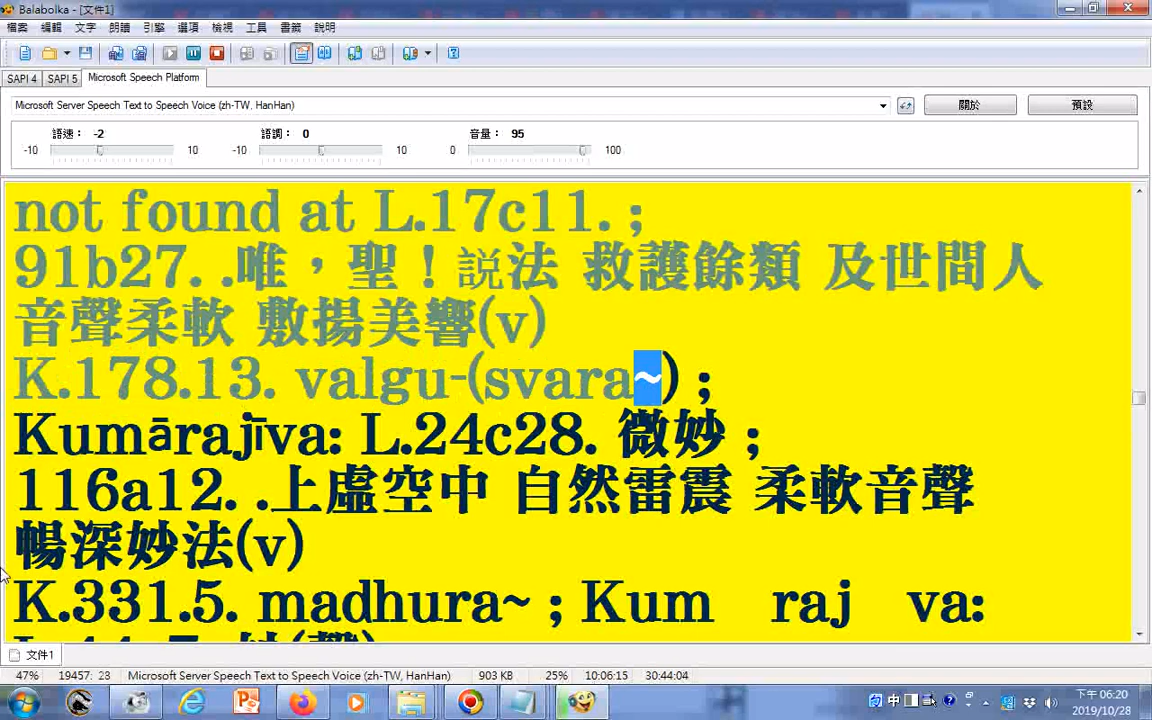 Balabolka - [文件1]
檔案 編輯 文字 朗讀 引擎 選項 檢視 工具 書籤 說明
SAPI 4 SAPI 5 Microsoft Speech Platform
Microsoft Server Speech Text to Speech Voice (zh-TW, HanHan) 關於 預設
語速： -2 語調： 0 音量： 95
-10 10 -10 10 0 100
not found at L.17c11. ;
91b27. .唯，聖！説法 救護餘類 及世間人
音聲柔軟 敷揚美響(v)
K.178.13. valgu-(svara~) ;
Kumārajīva: L.24c28. 微妙 ;
116a12. .上虛空中 自然雷震 柔軟音聲
暢深妙法(v)
K.331.5. madhura~ ; Kum raj va:
文件1
47% 19457: 23 Microsoft Server Speech Text to Speech Voice (zh-TW, HanHan) 903 KB 25% 10:06:15 30:44:04
中
下午 06:20
2019/10/28